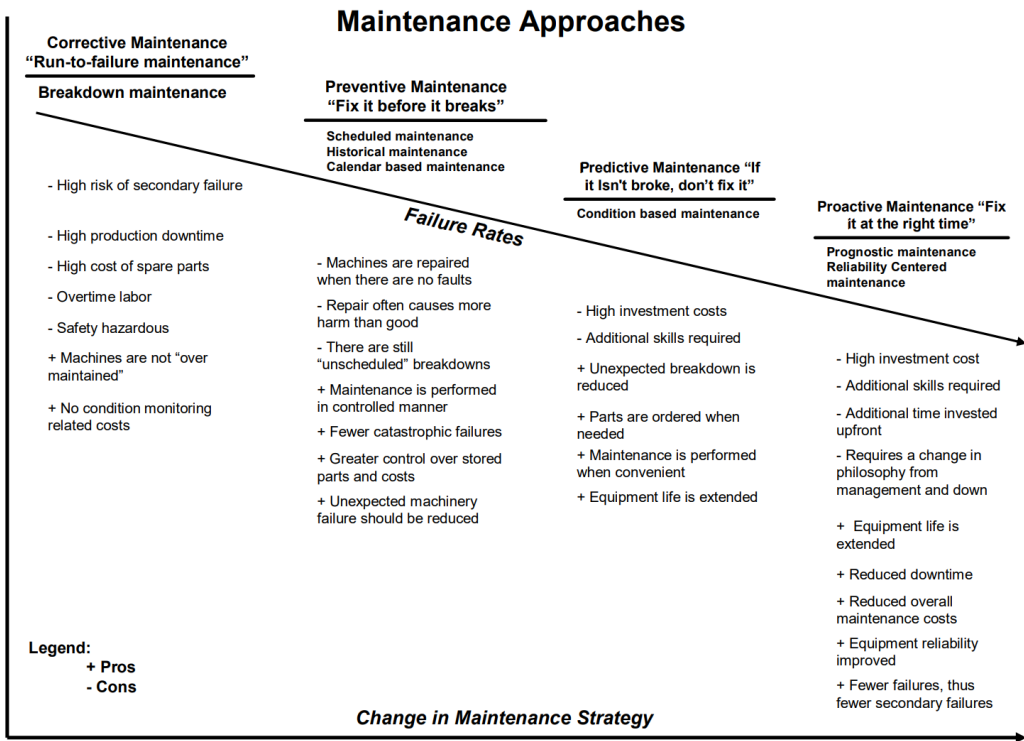 Maintenance Approaches
Corrective Maintenance
“Run-to-failure maintenance”
Breakdown maintenance
- High risk of secondary failure
- High production downtime
- High cost of spare parts
- Overtime labor
- Safety hazardous
+ Machines are not “over
maintained”
+ No condition monitoring
related costs
Preventive Maintenance
“Fix it before it breaks”
Scheduled maintenance
Historical maintenance
Calendar based maintenance
Failure Rates
- Machines are repaired
when there are no faults
- Repair often causes more
harm than good
- There are still
“unscheduled” breakdowns
+ Maintenance is performed
in controlled manner
+ Fewer catastrophic failures
+ Greater control over stored
parts and costs
+ Unexpected machinery
failure should be reduced
Predictive Maintenance “If
it Isn't broke, don’t fix it”
Condition based maintenance
- High investment costs
- Additional skills required
+ Unexpected breakdown is
reduced
+ Parts are ordered when
needed
+ Maintenance is performed
when convenient
+ Equipment life is extended
Proactive Maintenance “Fix
it at the right time”
Prognostic maintenance
Reliability Centered
maintenance
- High investment cost
- Additional skills required
- Additional time invested
upfront
- Requires a change in
philosophy from
management and down
+ Equipment life is
extended
+ Reduced downtime
+ Reduced overall
maintenance costs
+ Equipment reliability
improved
+ Fewer failures, thus
fewer secondary failures
Legend:
+ Pros
- Cons
Change in Maintenance Strategy